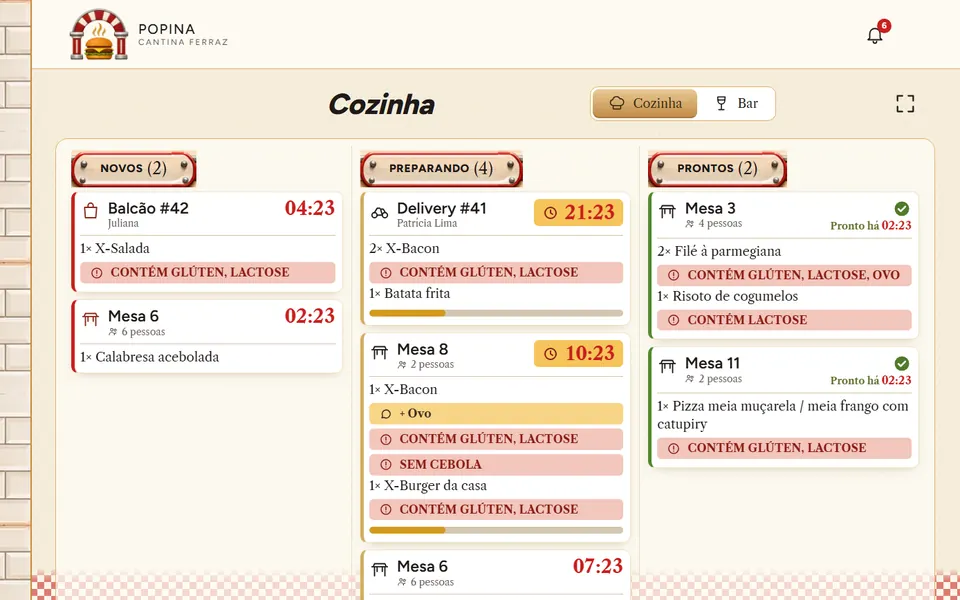 POPINA
CANTINA FERRAZ
6
Cozinha
Cozinha
Bar
NOVOS (2)
Balcão #42
04:23
Juliana
1× X-Salada
CONTÉM GLÚTEN, LACTOSE
Mesa 6
02:23
6 pessoas
1× Calabresa acebolada
PREPARANDO (4)
Delivery #41
21:23
Patrícia Lima
2× X-Bacon
CONTÉM GLÚTEN, LACTOSE
1× Batata frita
Mesa 8
10:23
2 pessoas
1× X-Bacon
+ Ovo
CONTÉM GLÚTEN, LACTOSE
SEM CEBOLA
1× X-Burger da casa
CONTÉM GLÚTEN, LACTOSE
Mesa 6
07:23
6 pessoas
PRONTOS (2)
Mesa 3
4 pessoas
Pronto há 02:23
2× Filé à parmegiana
CONTÉM GLÚTEN, LACTOSE, OVO
1× Risoto de cogumelos
CONTÉM LACTOSE
Mesa 11
2 pessoas
Pronto há 02:23
1× Pizza meia muçarela / meia frango com
catupiry
CONTÉM GLÚTEN, LACTOSE